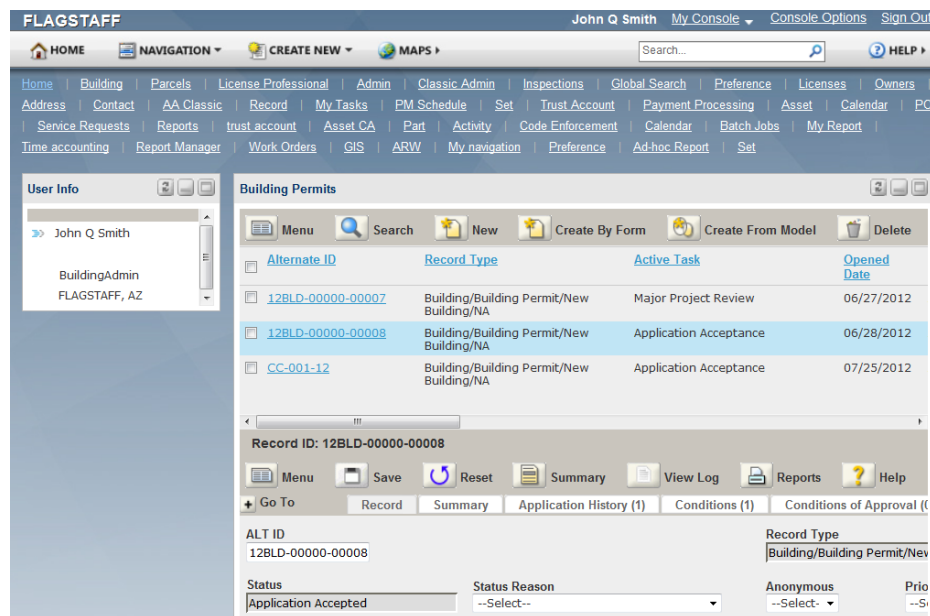 FLAGSTAFF John Q Smith My Console Console Options Sign Out
HOME NAVIGATION CREATE NEW MAPS Search... HELP
Home | Building | Parcels | License Professional | Admin | Classic Admin | Inspections | Global Search | Preference | Licenses | Owners |
Address | Contact | AA Classic | Record | My Tasks | PM Schedule | Set | Trust Account | Payment Processing | Asset | Calendar | PC
| Service Requests | Reports | trust account | Asset CA | Part | Activity | Code Enforcement | Calendar | Batch Jobs | My Report |
Time accounting | Report Manager | Work Orders | GIS | ARW | My navigation | Preference | Ad-hoc Report | Set
User Info
John Q Smith
BuildingAdmin
FLAGSTAFF, AZ
Building Permits
Menu Search New Create By Form Create From Model Delete
Alternate ID Record Type Active Task Opened
Date
12BLD-00000-00007 Building/Building Permit/New Major Project Review 06/27/2012
Building/NA
12BLD-00000-00008 Building/Building Permit/New Application Acceptance 06/28/2012
Building/NA
CC-001-12 Building/Building Permit/New Application Acceptance 07/25/2012
Building/NA
Record ID: 12BLD-00000-00008
Menu Save Reset Summary View Log Reports Help
Go To Record Summary Application History (1) Conditions (1) Conditions of Approval (0
ALT ID Record Type
12BLD-00000-00008 Building/Building Permit/New
Status Status Reason Anonymous Prio
Application Accepted --Select-- --Select- --Se